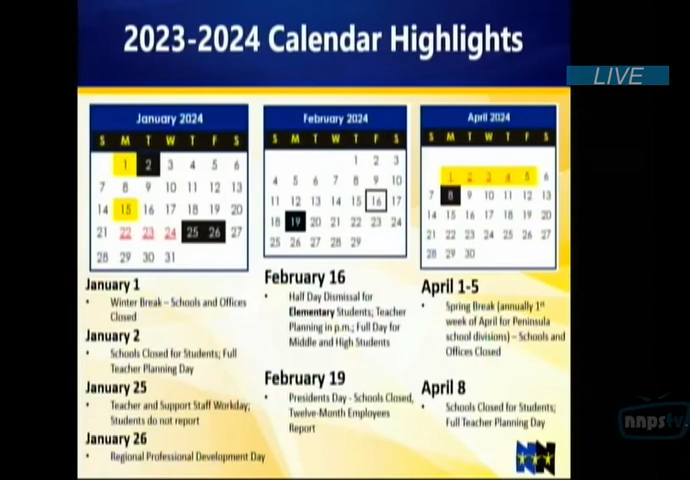 2023-2024 Calendar Highlights
LIVE
January 2024
S M T W T F S
1 2 3 4 5 6
7 8 9 10 11 12 13
14 15 16 17 18 19 20
21 22 23 24 25 26 27
28 29 30 31
January 1
• Winter Break – Schools and Offices
Closed
January 2
• Schools Closed for Students; Full
Teacher Planning Day
January 25
• Teacher and Support Staff Workday;
Students do not report
January 26
• Regional Professional Development Day
February 2024
S M T W T F S
1 2 3
4 5 6 7 8 9 10
11 12 13 14 15 16 17
18 19 20 21 22 23 24
25 26 27 28 29
February 16
• Half Day Dismissal for
Elementary Students; Teacher
Planning in p.m.; Full Day for
Middle and High Students
February 19
• Presidents Day - Schools Closed,
Twelve-Month Employees
Report
April 2024
S M T W T F S
1 2 3 4 5 6
7 8 9 10 11 12 13
14 15 16 17 18 19 20
21 22 23 24 25 26 27
28 29 30
April 1-5
• Spring Break (annually 1st
week of April for Peninsula
school divisions) – Schools and
Offices Closed
April 8
• Schools Closed for Students;
Full Teacher Planning Day
nnpstv